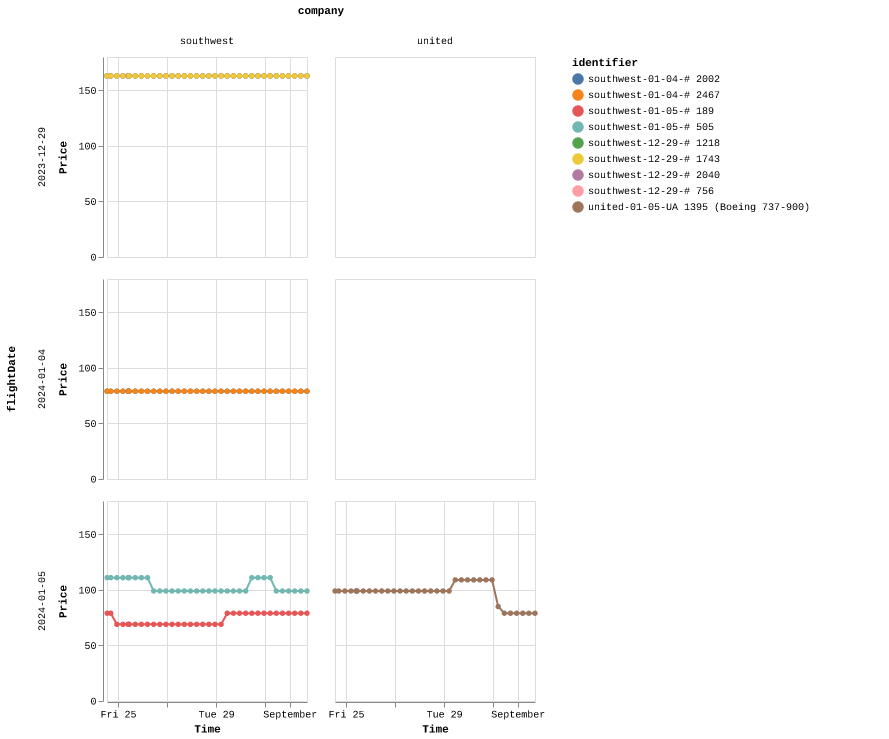 company
southwest
united
identifier
southwest-01-04-# 2002
southwest-01-04-# 2467
southwest-01-05-# 189
southwest-01-05-# 505
southwest-12-29-# 1218
southwest-12-29-# 1743
southwest-12-29-# 2040
southwest-12-29-# 756
united-01-05-UA 1395 (Boeing 737-900)
flightDate
2023-12-29
Price
150
100
50
0
2024-01-04
Price
150
100
50
0
2024-01-05
Price
150
100
50
0
Fri 25 Tue 29 September
Time
Fri 25 Tue 29 September
Time